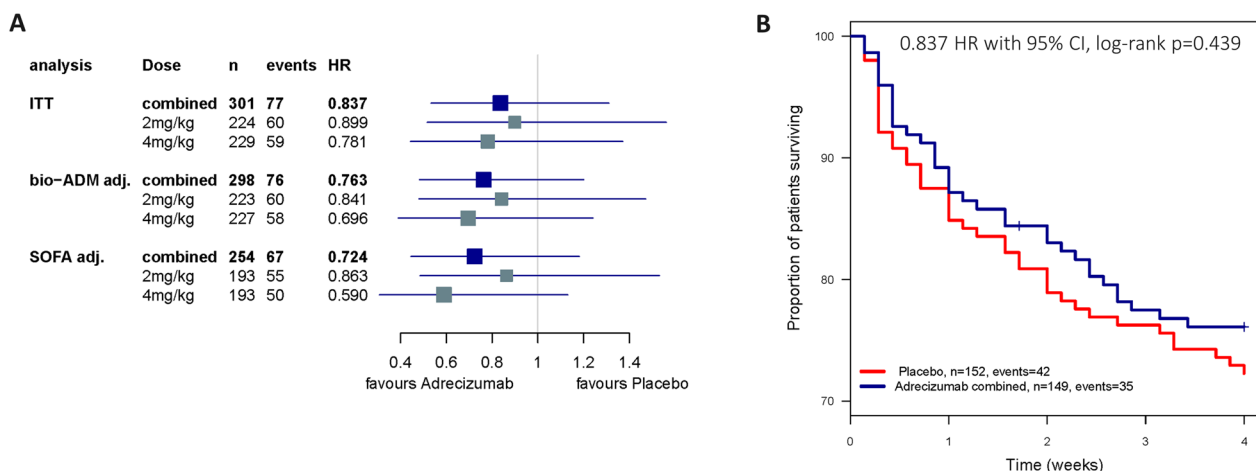 A
analysis Dose n events HR
ITT combined 301 77 0.837
2mg/kg 224 60 0.899
4mg/kg 229 59 0.781
bio-ADM adj. combined 298 76 0.763
2mg/kg 223 60 0.841
4mg/kg 227 58 0.696
SOFA adj. combined 254 67 0.724
2mg/kg 193 55 0.863
4mg/kg 193 50 0.590
0.4 0.6 0.8 1 1.2 1.4
favours Adrecizumab favours Placebo
B
0.837 HR with 95% CI, log-rank p=0.439
Proportion of patients surviving
100
90
80
70
Placebo, n=152, events=42
Adrecizumab combined, n=149, events=35
0 1 2 3 4
Time (weeks)